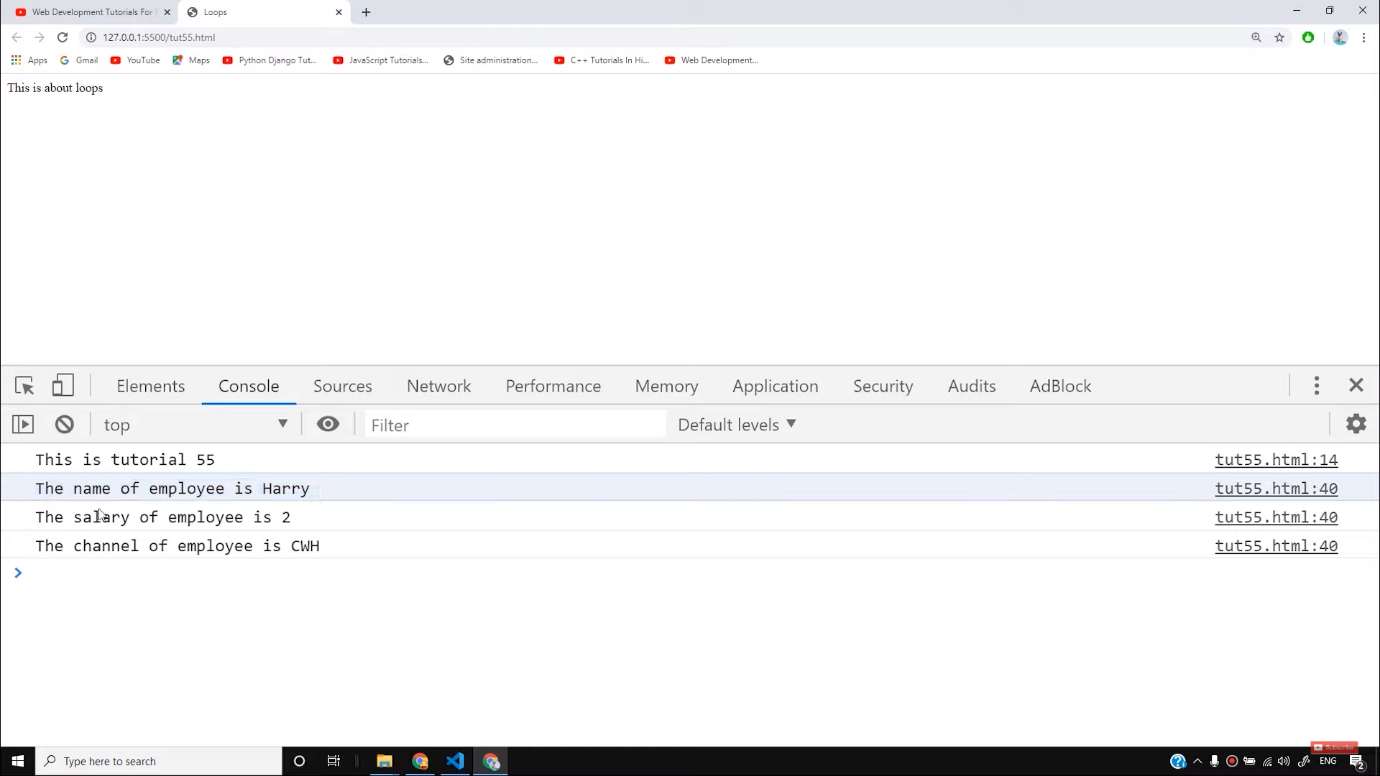 Web Development Tutorials For
Loops
127.0.0.1:5500/tut55.html
Apps
Gmail
YouTube
Maps
Python Django Tut...
JavaScript Tutorials...
Site administration...
C++ Tutorials In Hi...
Web Development...
This is about loops
Elements
Console
Sources
Network
Performance
Memory
Application
Security
Audits
AdBlock
top
Filter
Default levels
This is tutorial 55 tut55.html:14
The name of employee is Harry tut55.html:40
The salary of employee is 2 tut55.html:40
The channel of employee is CWH tut55.html:40
Type here to search
Subscribe
ENG
2